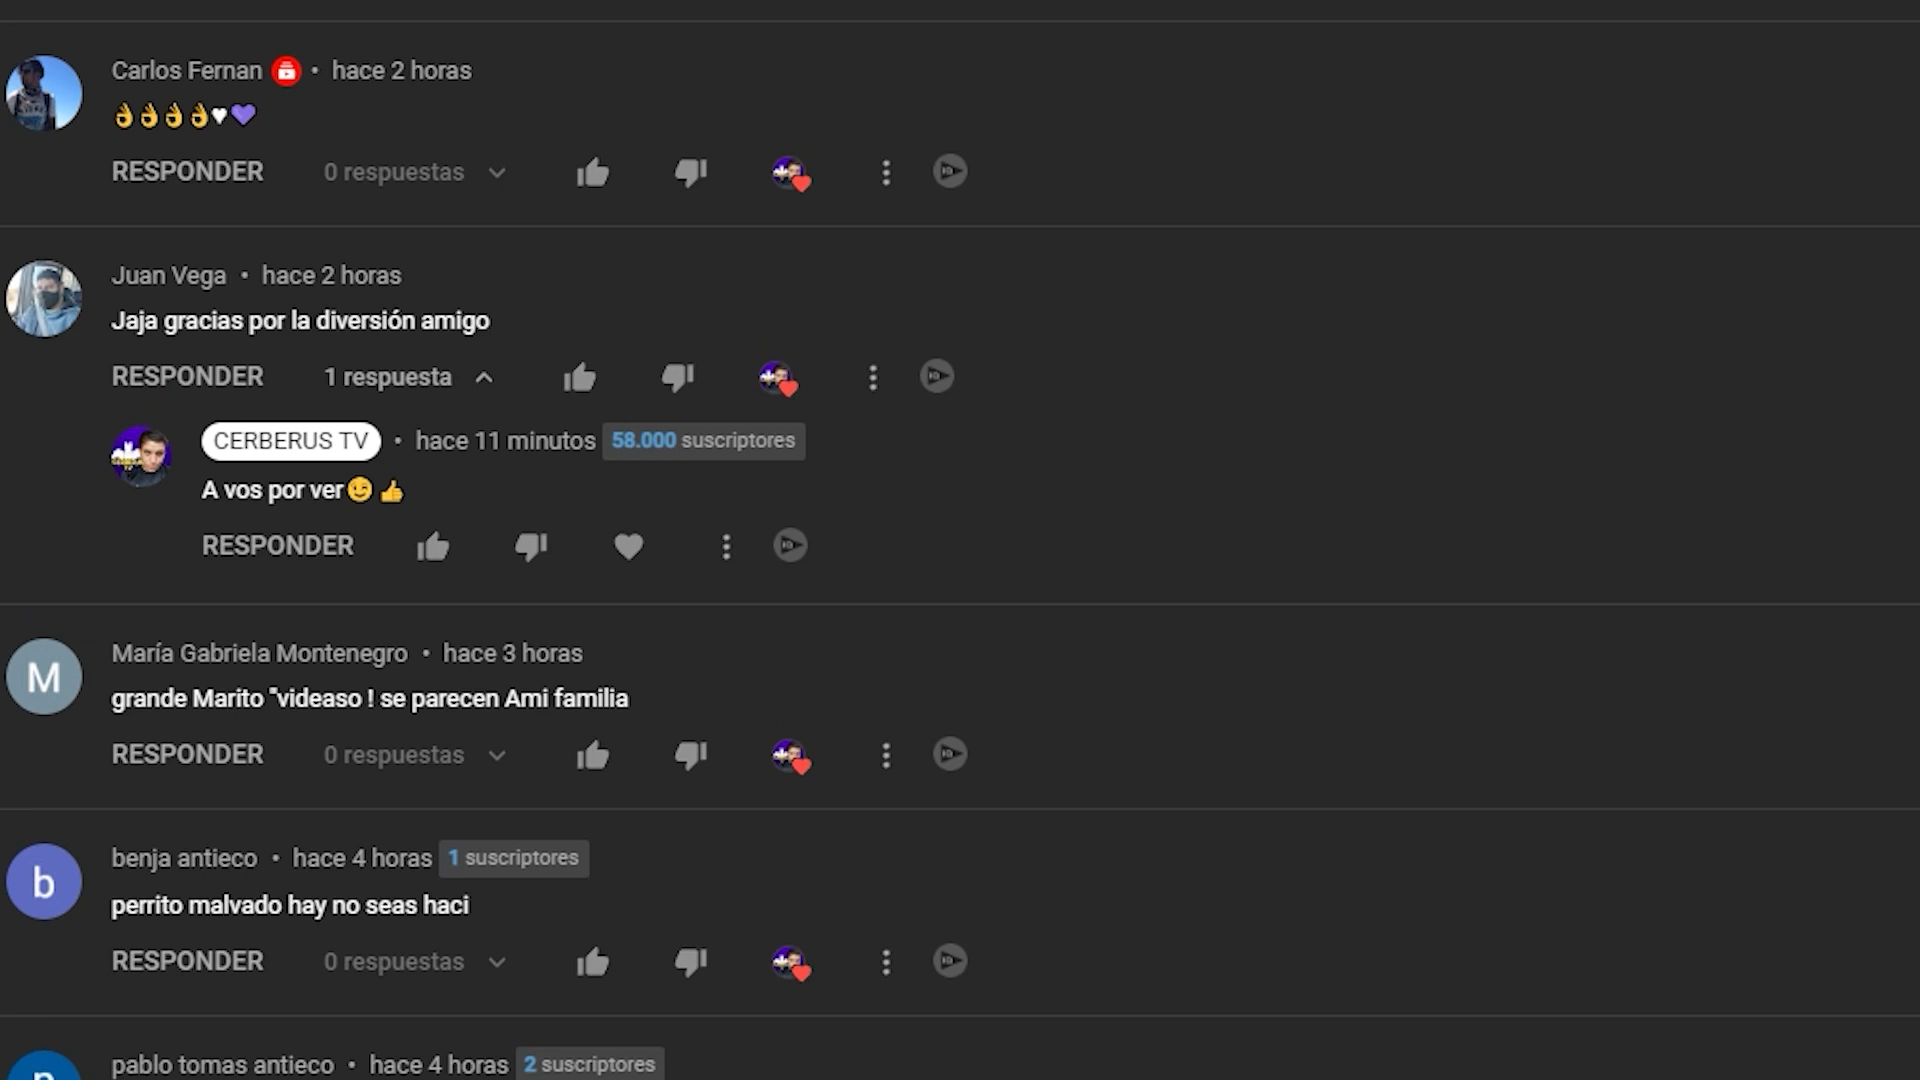 Carlos Fernan • hace 2 horas
👌👌👌👌♥💜
RESPONDER 0 respuestas
Juan Vega • hace 2 horas
Jaja gracias por la diversión amigo
RESPONDER 1 respuesta
CERBERUS TV • hace 11 minutos 58.000 suscriptores
A vos por ver😉👍
RESPONDER
M
María Gabriela Montenegro • hace 3 horas
grande Marito "videaso ! se parecen Ami familia
RESPONDER 0 respuestas
b
benja antieco • hace 4 horas 1 suscriptores
perrito malvado hay no seas haci
RESPONDER 0 respuestas
p
pablo tomas antieco • hace 4 horas 2 suscriptores